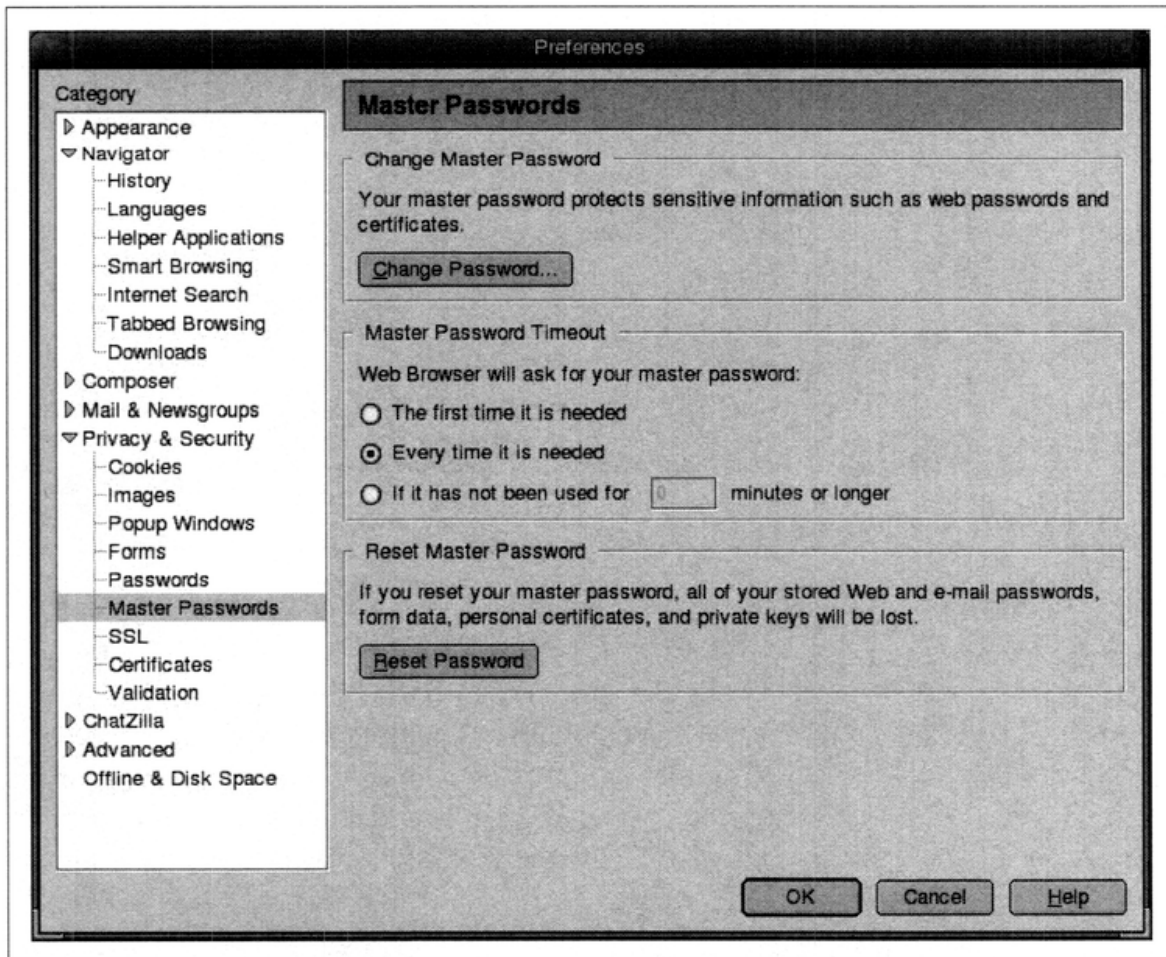 Preferences
Category
Appearance
Navigator
History
Languages
Helper Applications
Smart Browsing
Internet Search
Tabbed Browsing
Downloads
Composer
Mail & Newsgroups
Privacy & Security
Cookies
Images
Popup Windows
Forms
Passwords
Master Passwords
SSL
Certificates
Validation
ChatZilla
Advanced
Offline & Disk Space
Master Passwords
Change Master Password
Your master password protects sensitive information such as web passwords and
certificates.
Change Password...
Master Password Timeout
Web Browser will ask for your master password:
The first time it is needed
Every time it is needed
If it has not been used for 0 minutes or longer
Reset Master Password
If you reset your master password, all of your stored Web and e-mail passwords,
form data, personal certificates, and private keys will be lost.
Reset Password
OK Cancel Help